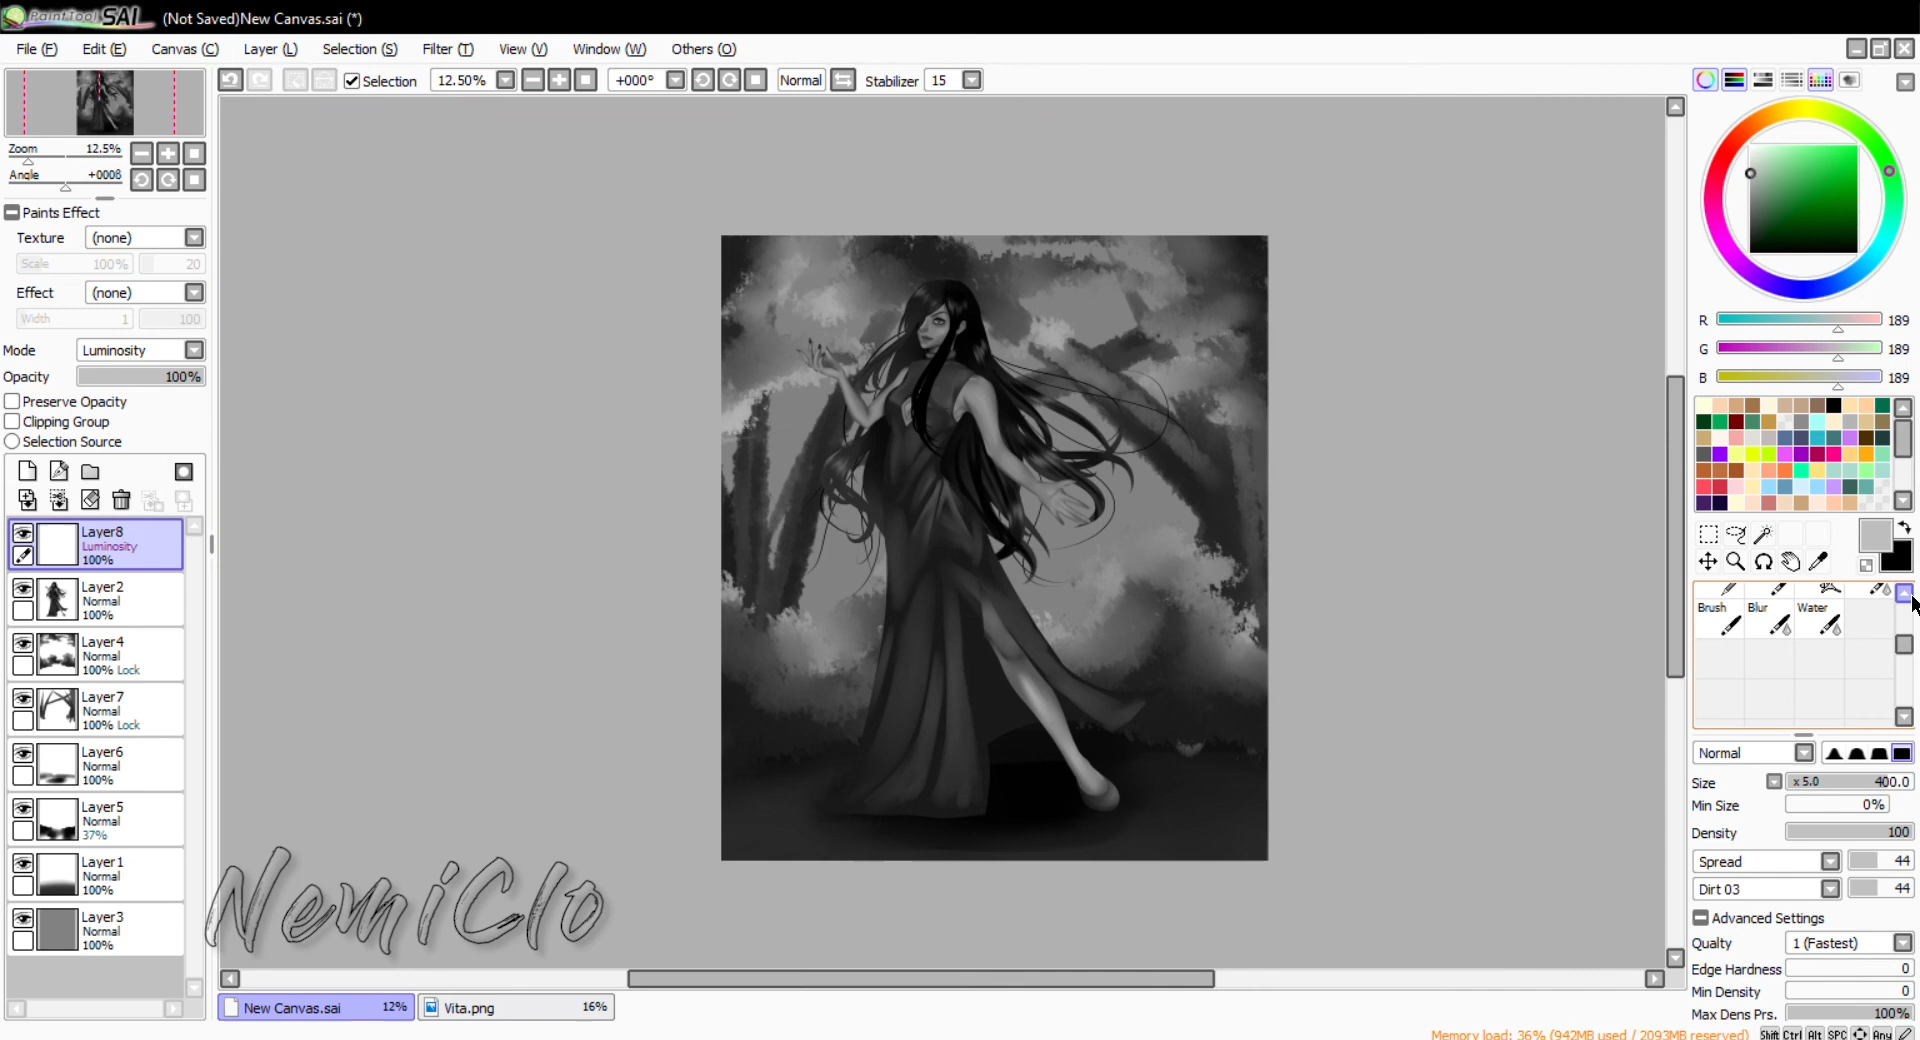 PaintTool SAI (Not Saved)New Canvas.sai (*)
File (F) Edit (E) Canvas (C) Layer (L) Selection (S) Filter (T) View (V) Window (W) Others (O)
Selection 12.50% +000° Normal Stabilizer 15
Zoom 12.5%
Angle +000ß
Paints Effect
Texture (none)
Scale 100% 20
Effect (none)
Width 1 100
Mode Luminosity
Opacity 100%
Preserve Opacity
Clipping Group
Selection Source
Layer8
Luminosity
100%
Layer2
Normal
100%
Layer4
Normal
100% Lock
Layer7
Normal
100% Lock
Layer6
Normal
100%
Layer5
Normal
37%
Layer1
Normal
100%
Layer3
Normal
100%
NemiClo
New Canvas.sai 12% Vita.png 16%
R 189
G 189
B 189
Brush Blur Water
Normal
Size x 5.0 400.0
Min Size 0%
Density 100
Spread 44
Dirt 03 44
Advanced Settings
Qualty 1 (Fastest)
Edge Hardness 0
Min Density 0
Max Dens Prs. 100%
Memory load: 36% (942MB used / 2093MB reserved) Shift Ctrl Alt SPC Any